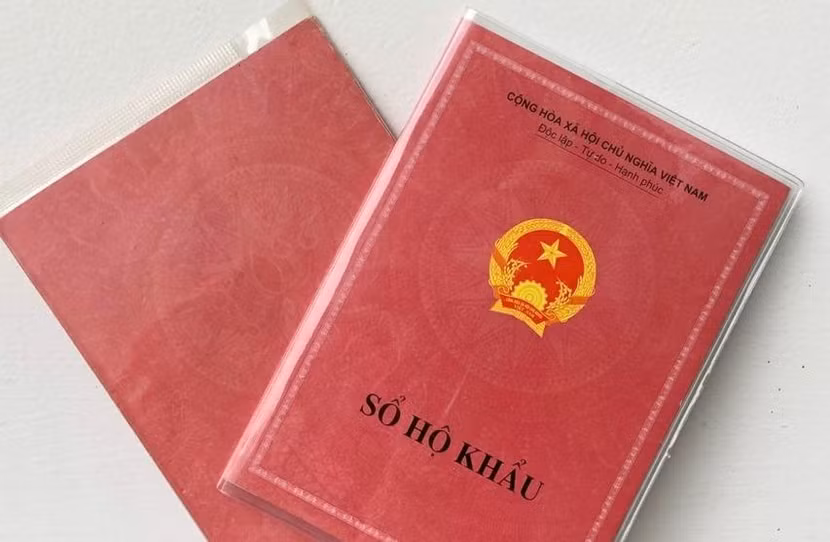 CỘNG HÒA XÃ HỘI CHỦ NGHĨA VIỆT NAM
Độc lập - Tự do - Hạnh phúc
SỔ HỘ KHẨU